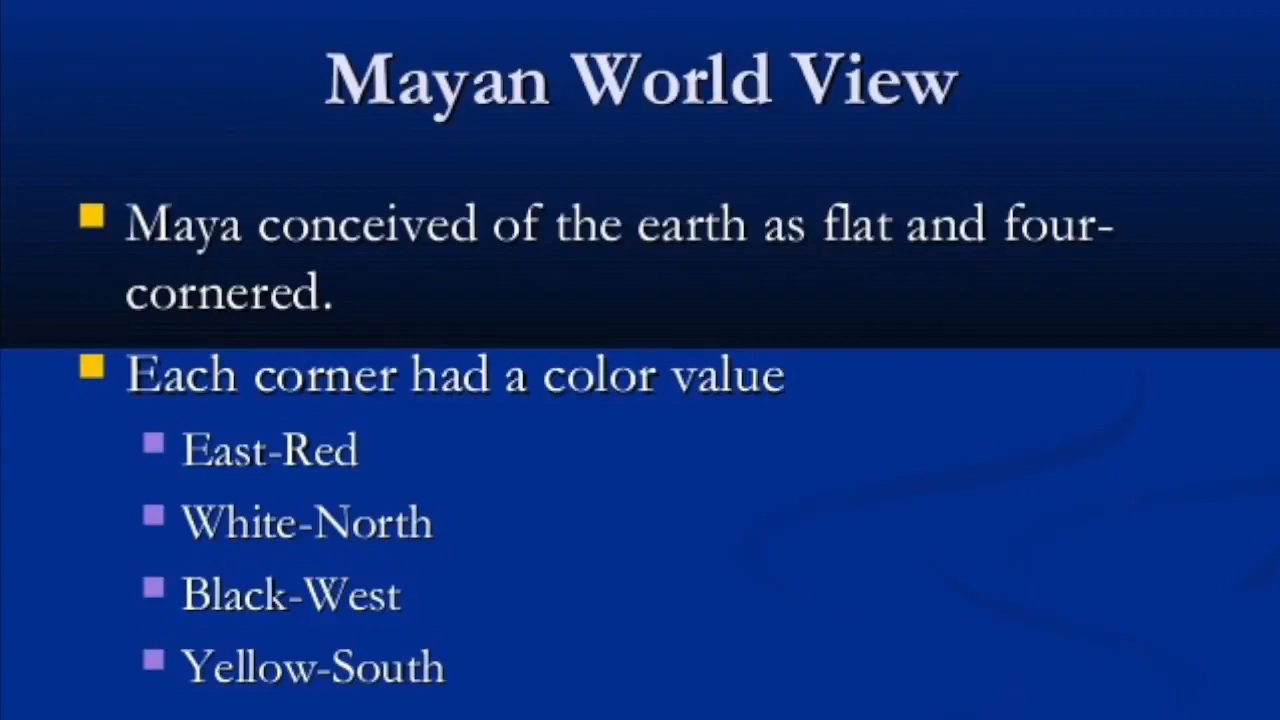 Mayan World View
Maya conceived of the earth as flat and four-
cornered.
Each corner had a color value
East-Red
White-North
Black-West
Yellow-South